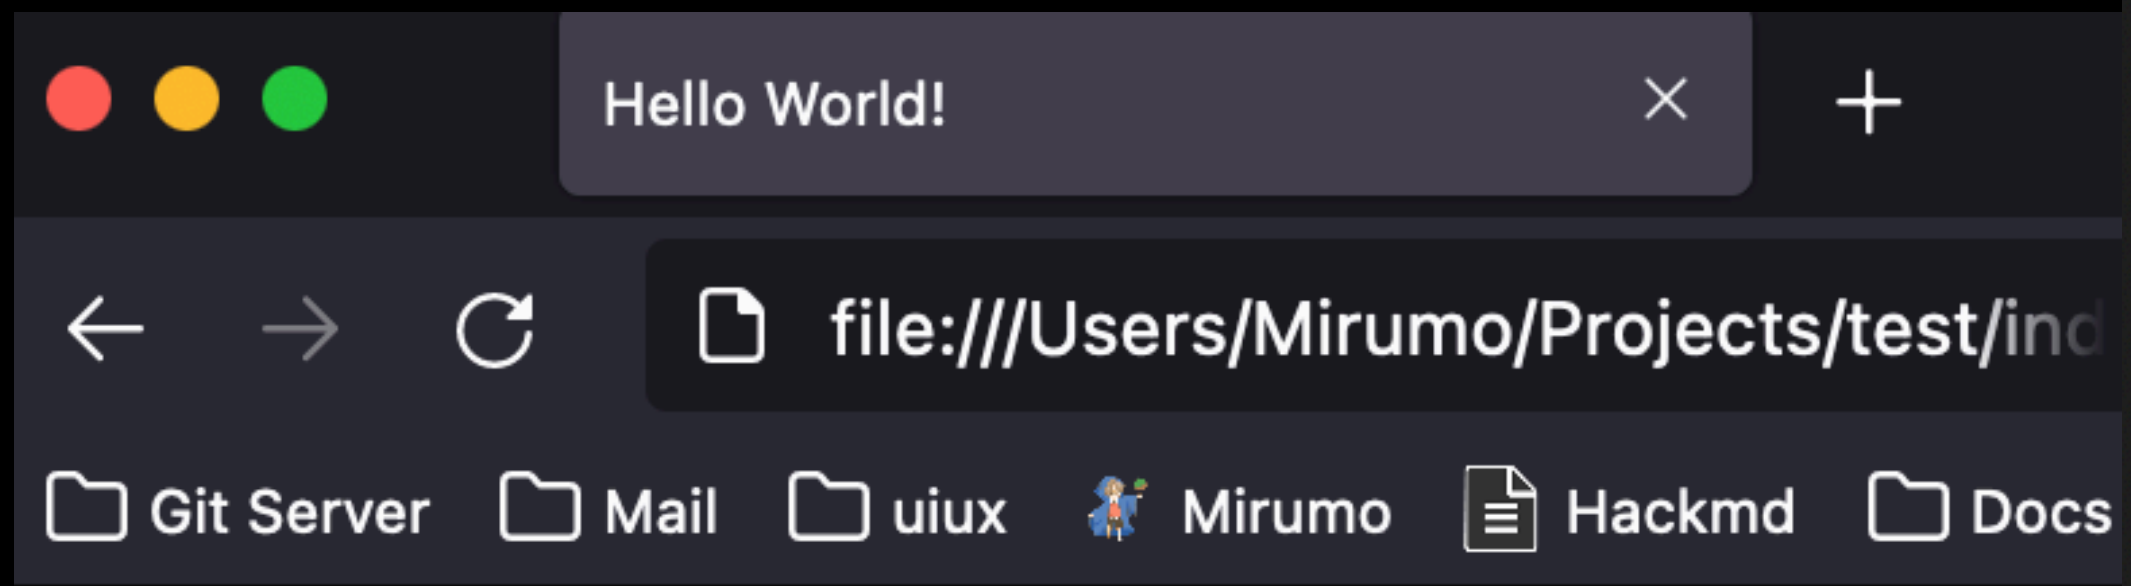 Hello World!
file:///Users/Mirumo/Projects/test/ind
Git Server Mail uiux Mirumo Hackmd Docs